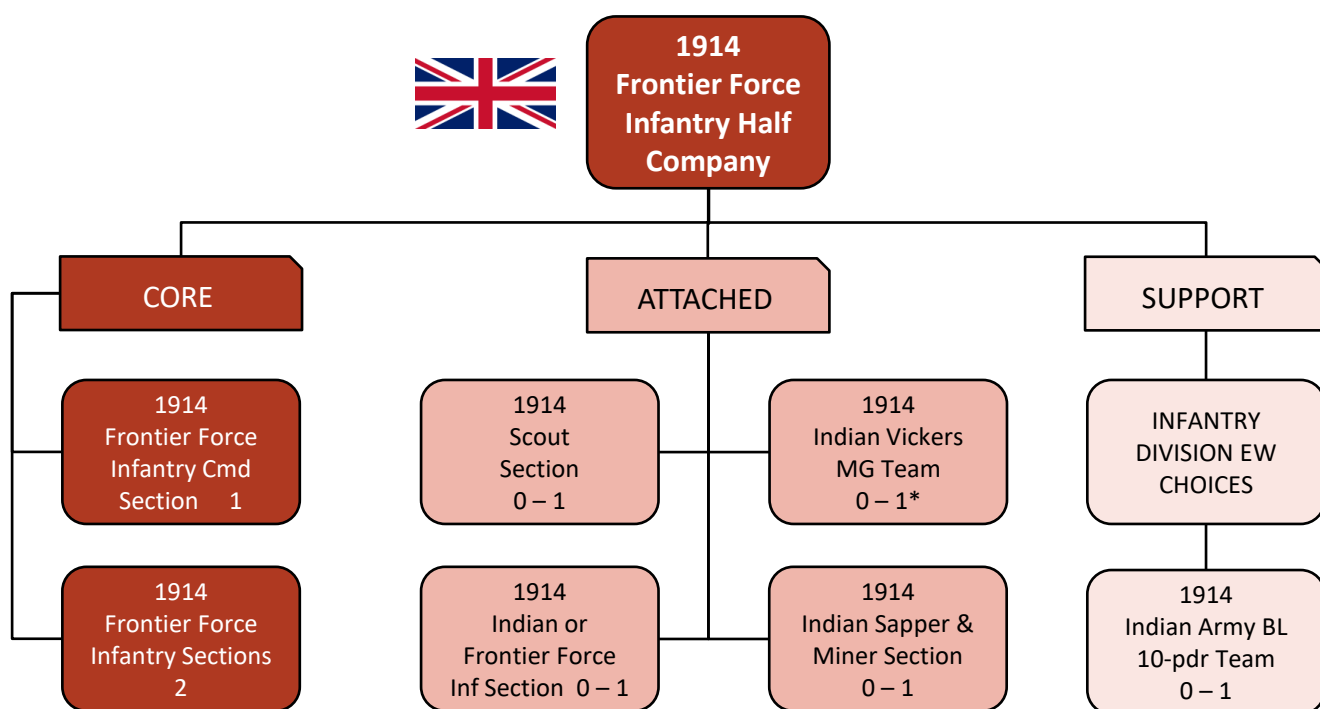 1914
Frontier Force
Infantry Half
Company
CORE
ATTACHED
SUPPORT
1914
Frontier Force
Infantry Cmd
Section 1
1914
Scout
Section
0 – 1
1914
Indian Vickers
MG Team
0 – 1*
INFANTRY
DIVISION EW
CHOICES
1914
Frontier Force
Infantry Sections
2
1914
Indian or
Frontier Force
Inf Section 0 – 1
1914
Indian Sapper &
Miner Section
0 – 1
1914
Indian Army BL
10-pdr Team
0 – 1